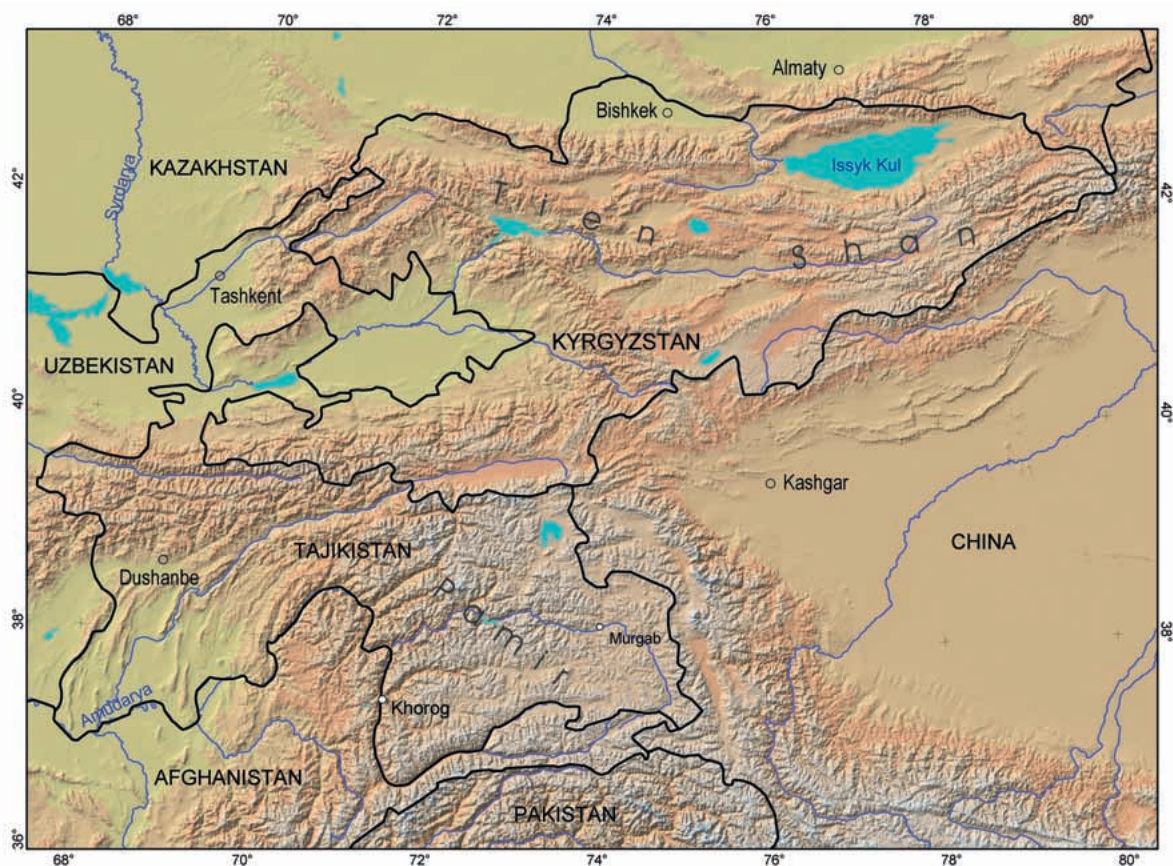 68° 70° 72° 74° 76° 78° 80°
Almaty
Bishkek
42°
KAZAKHSTAN
Issyk Kul
42°
Syrdarya
Tien Shan
Tashkent
UZBEKISTAN
KYRGYZSTAN
40°
40°
Kashgar
TAJIKISTAN
CHINA
Dushanbe
Pamir
38°
Murgab
38°
Amudarya
Khorog
AFGHANISTAN
PAKISTAN
36°
68° 70° 72° 74° 76° 78° 80°